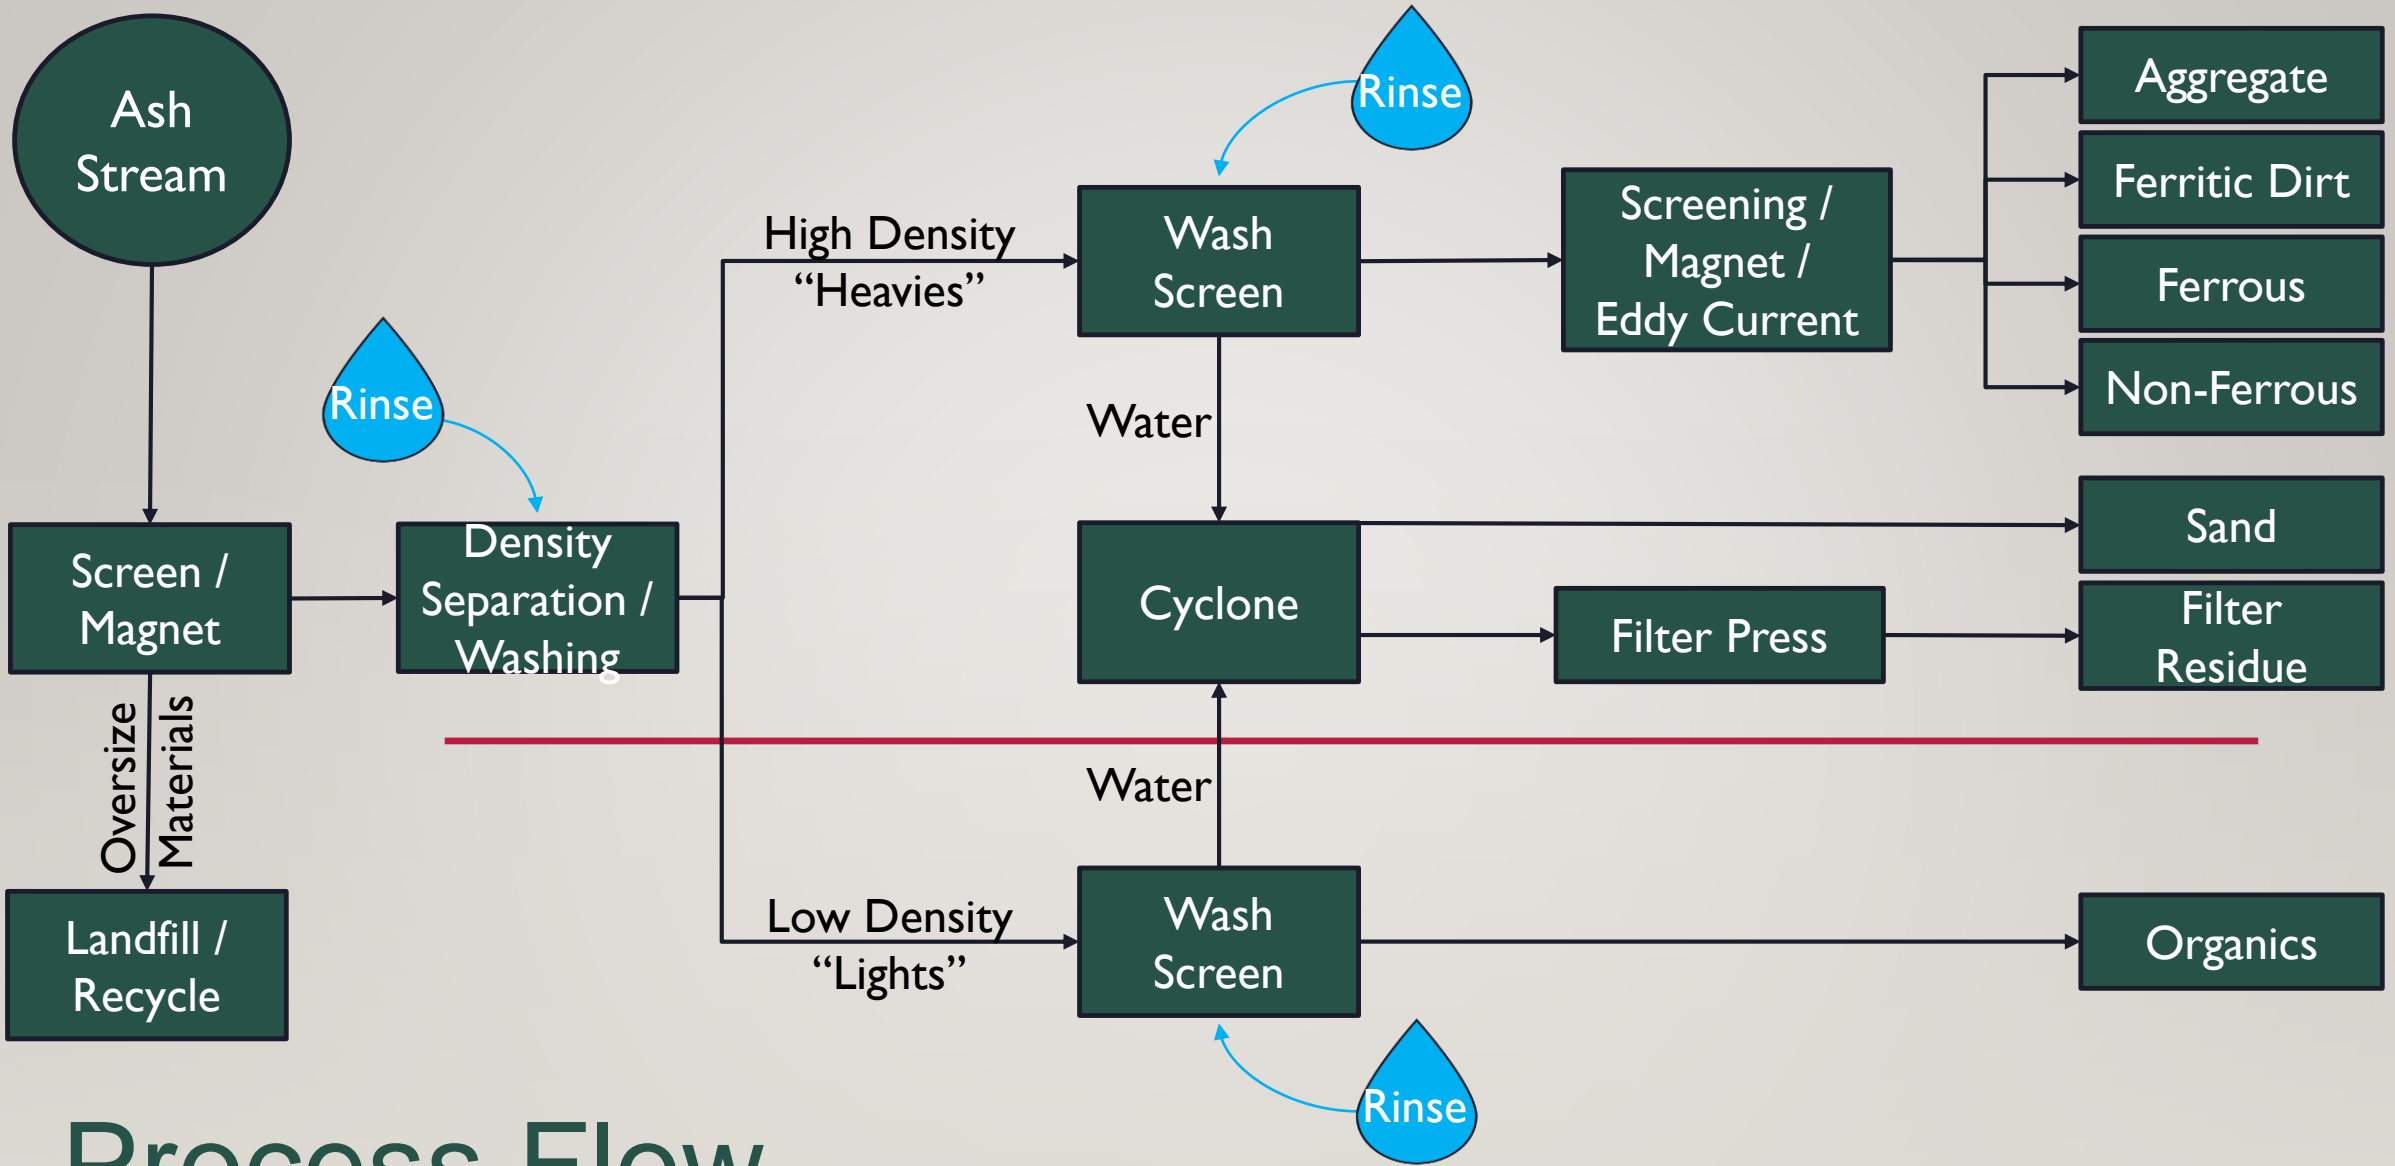 Ash
Stream
Screen /
Magnet
Oversize
Materials
Landfill /
Recycle
Rinse
Density
Separation /
Washing
High Density
“Heavies”
Low Density
“Lights”
Rinse
Wash
Screen
Water
Cyclone
Water
Wash
Screen
Rinse
Screening /
Magnet /
Eddy Current
Filter Press
Aggregate
Ferritic Dirt
Ferrous
Non-Ferrous
Sand
Filter
Residue
Organics
Process Flow